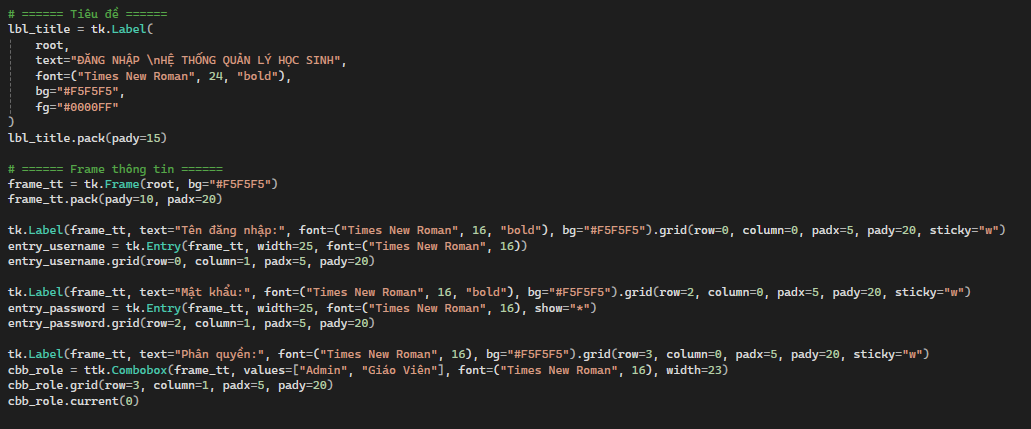 # ====== Tiêu đề ======
lbl_title = tk.Label(
    root,
    text="ĐĂNG NHẬP \nHỆ THỐNG QUẢN LÝ HỌC SINH",
    font=("Times New Roman", 24, "bold"),
    bg="#F5F5F5",
    fg="#0000FF"
)
lbl_title.pack(pady=15)

# ====== Frame thông tin ======
frame_tt = tk.Frame(root, bg="#F5F5F5")
frame_tt.pack(pady=10, padx=20)

tk.Label(frame_tt, text="Tên đăng nhập:", font=("Times New Roman", 16, "bold"), bg="#F5F5F5").grid(row=0, column=0, padx=5, pady=20, sticky="w")
entry_username = tk.Entry(frame_tt, width=25, font=("Times New Roman", 16))
entry_username.grid(row=0, column=1, padx=5, pady=20)

tk.Label(frame_tt, text="Mật khẩu:", font=("Times New Roman", 16, "bold"), bg="#F5F5F5").grid(row=2, column=0, padx=5, pady=20, sticky="w")
entry_password = tk.Entry(frame_tt, width=25, font=("Times New Roman", 16), show="*")
entry_password.grid(row=2, column=1, padx=5, pady=20)

tk.Label(frame_tt, text="Phân quyền:", font=("Times New Roman", 16), bg="#F5F5F5").grid(row=3, column=0, padx=5, pady=20, sticky="w")
cbb_role = ttk.Combobox(frame_tt, values=["Admin", "Giáo Viên"], font=("Times New Roman", 16), width=23)
cbb_role.grid(row=3, column=1, padx=5, pady=20)
cbb_role.current(0)